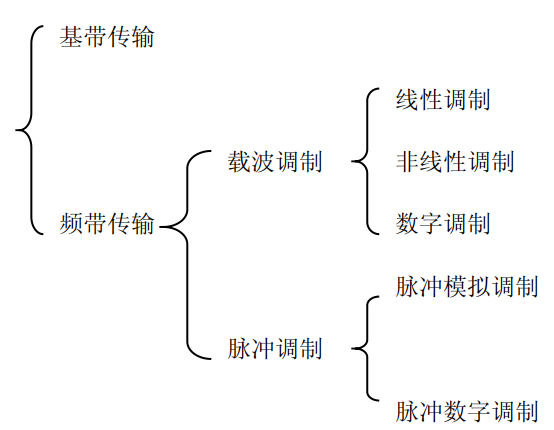 基带传输
频带传输
载波调制
线性调制
非线性调制
数字调制
脉冲调制
脉冲模拟调制
脉冲数字调制